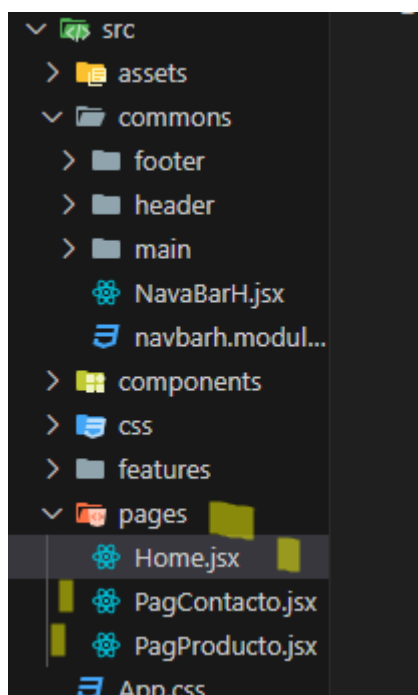 src
assets
commons
footer
header
main
NavaBarH.jsx
navbarh.modul...
components
css
features
pages
Home.jsx
PagContacto.jsx
PagProducto.jsx
App.css